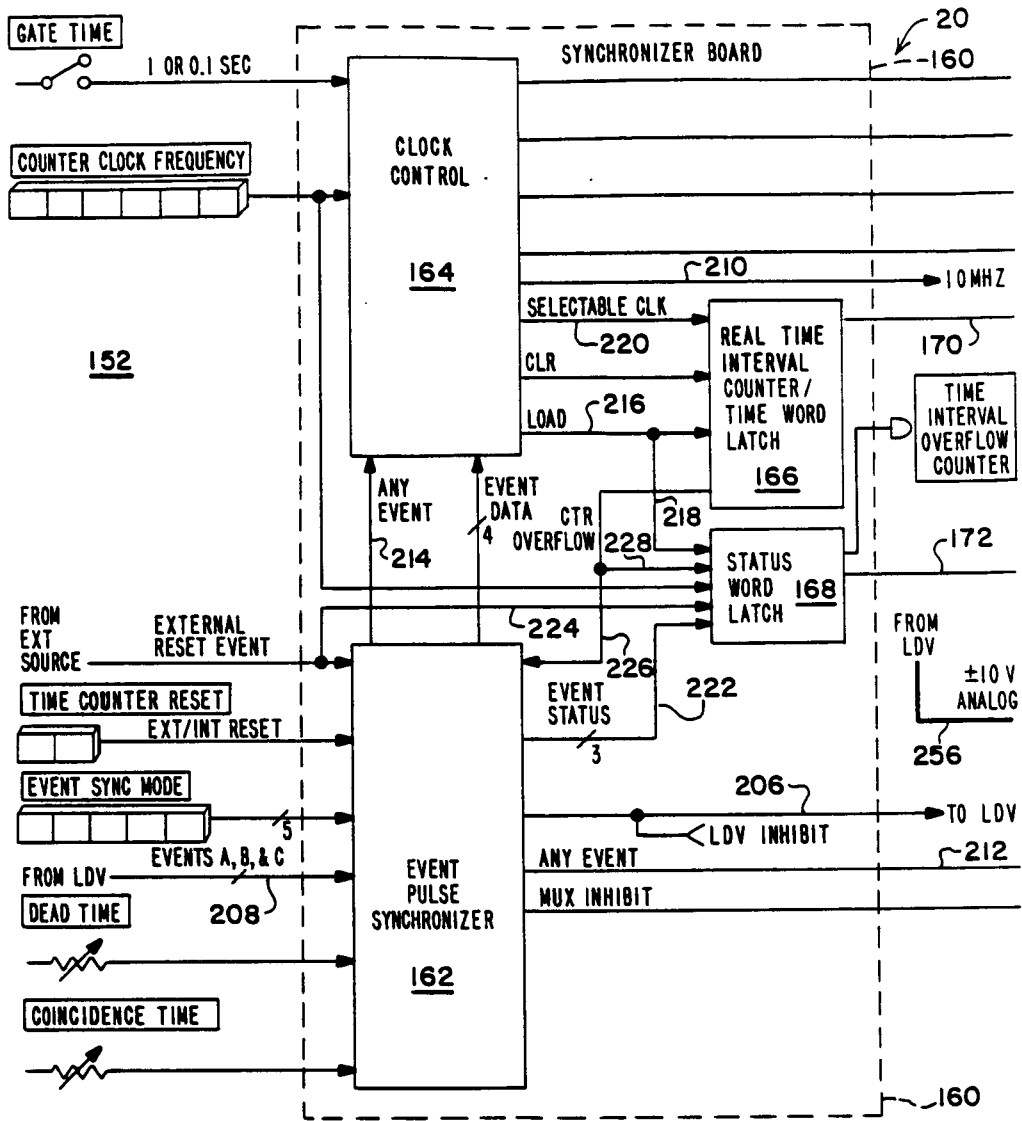 GATE TIME
1 OR 0.1 SEC
SYNCHRONIZER BOARD
20
160
COUNTER CLOCK FREQUENCY
CLOCK
CONTROL
164
210
10MHZ
SELECTABLE CLK
220
CLR
LOAD
216
REAL TIME
INTERVAL
COUNTER/
TIME WORD
LATCH
166
170
152
TIME
INTERVAL
OVERFLOW
COUNTER
ANY
EVENT
214
EVENT
DATA
4
CTR
OVERFLOW
218
228
STATUS
WORD
LATCH
168
172
FROM
EXT
SOURCE
EXTERNAL
RESET EVENT
224
226
222
FROM
LDV
±10 V
ANALOG
256
TIME COUNTER RESET
EXT/INT RESET
EVENT
STATUS
3
EVENT SYNC MODE
5
206
TO LDV
LDV INHIBIT
EVENTS A, B, & C
FROM LDV
208
ANY EVENT
212
MUX INHIBIT
EVENT
PULSE
SYNCHRONIZER
162
DEAD TIME
COINCIDENCE TIME
160